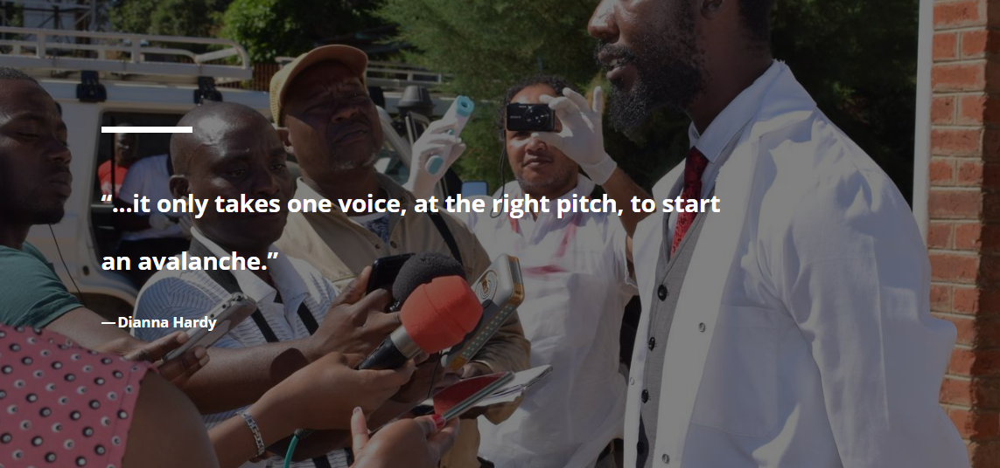 “...it only takes one voice, at the right pitch, to start
an avalanche.”
— Dianna Hardy